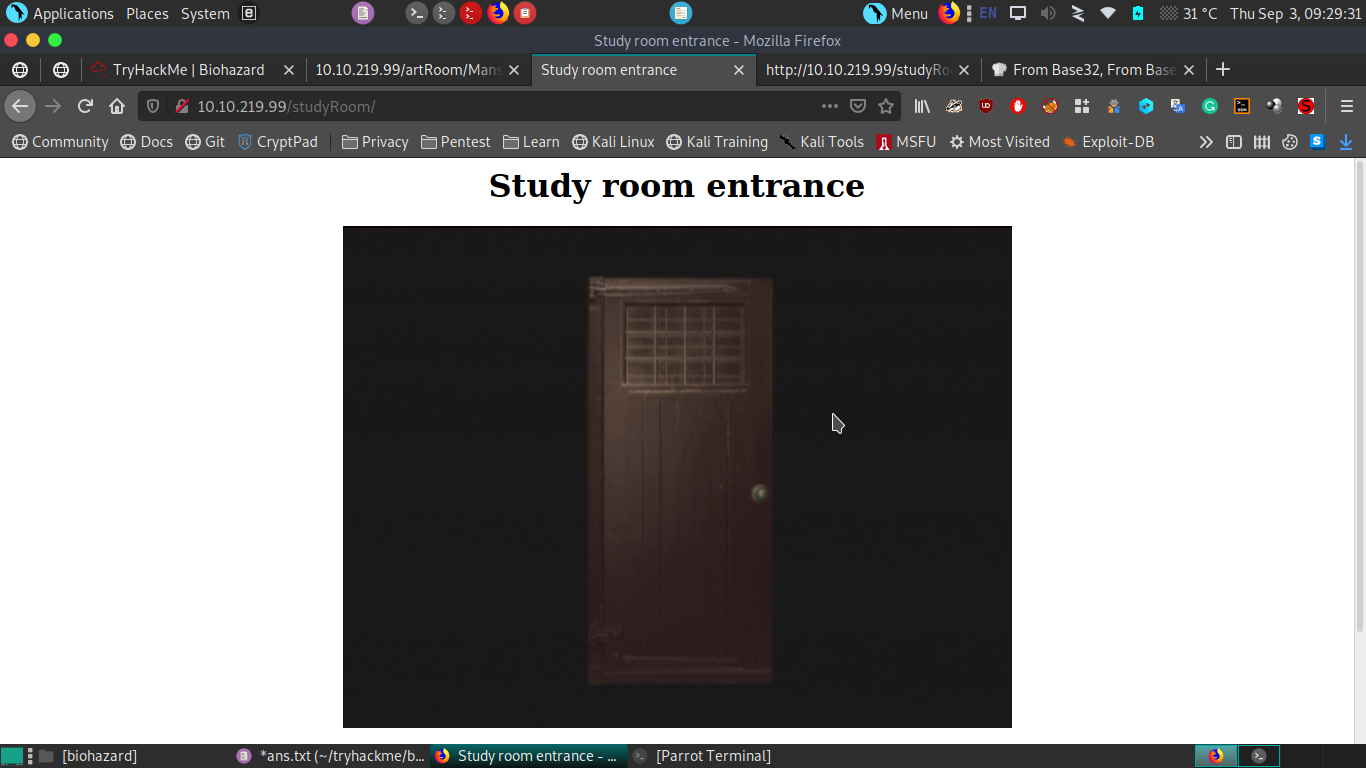 Applications Places System Menu EN 31 °C Thu Sep 3, 09:29:31
Study room entrance - Mozilla Firefox
TryHackMe | Biohazard 10.10.219.99/artRoom/Mans Study room entrance http://10.10.219.99/studyRo From Base32, From Base
10.10.219.99/studyRoom/
Community Docs Git CryptPad Privacy Pentest Learn Kali Linux Kali Training Kali Tools MSFU Most Visited Exploit-DB
Study room entrance
[biohazard] *ans.txt (~/tryhackme/b... Study room entrance - ... [Parrot Terminal]